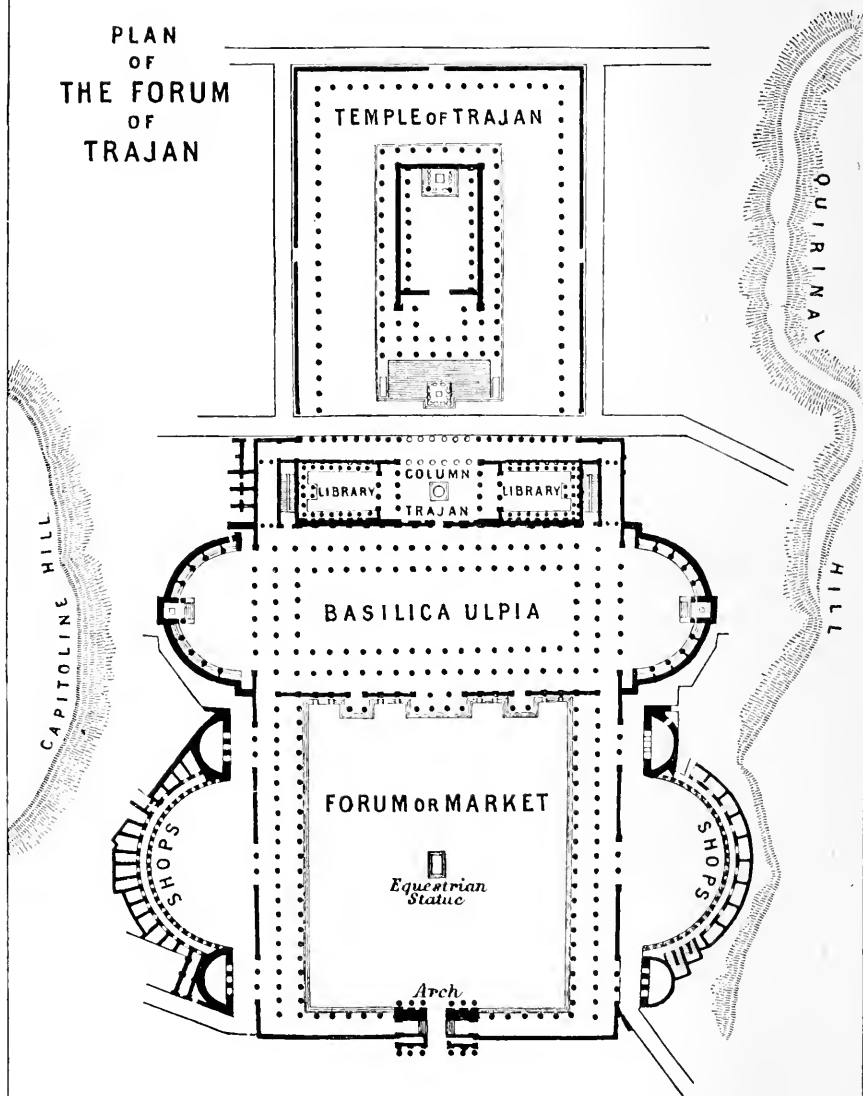 PLAN
OF
THE FORUM
OF
TRAJAN
TEMPLE OF TRAJAN
QUIRINAL
HILL
CAPITOLINE HILL
LIBRARY
COLUMN
TRAJAN
LIBRARY
BASILICA ULPIA
FORUM OR MARKET
SHOPS
SHOPS
Equestrian
Statue
Arch